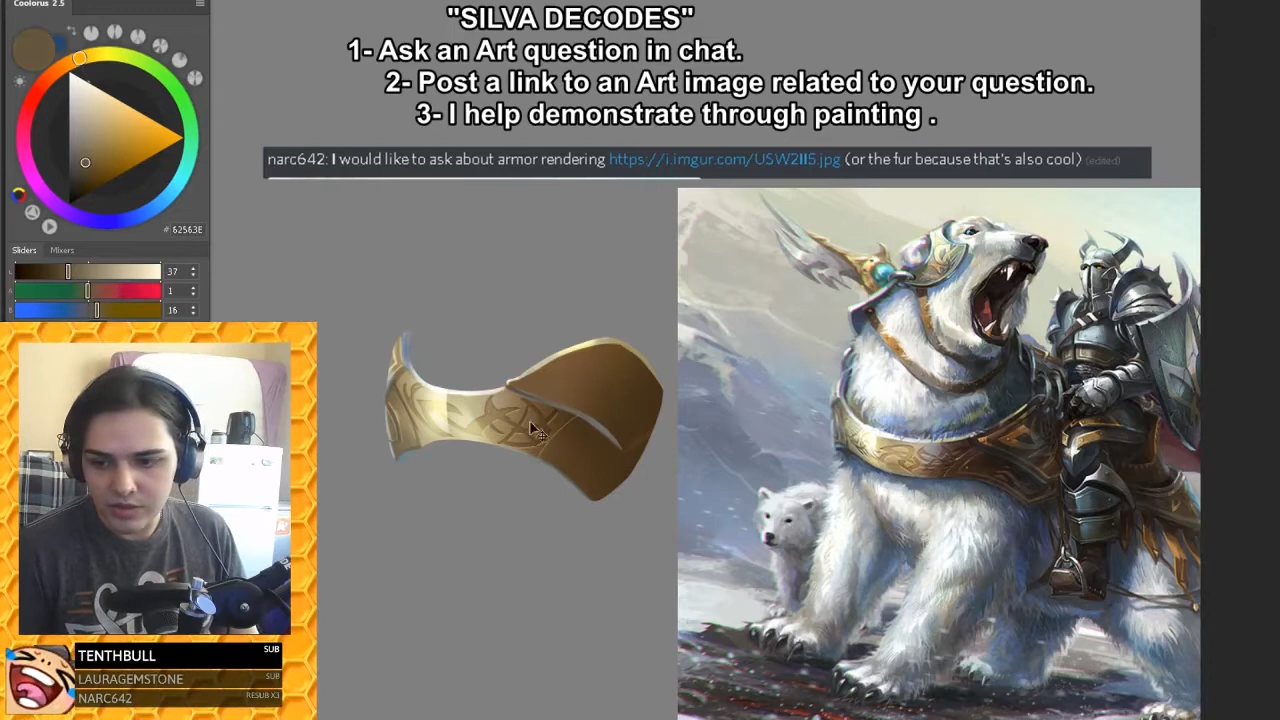 Coolorus 2.5
"SILVA DECODES"
1- Ask an Art question in chat.
2- Post a link to an Art image related to your question.
3- I help demonstrate through painting .
narc642: I would like to ask about armor rendering https://i.imgur.com/USW2II5.jpg (or the fur because that's also cool) (edited)
# 62563E
Sliders Mixers
L 37
A 1
B 16
TENTHBULL SUB
LAURAGEMSTONE SUB
NARC642 RESUB X3